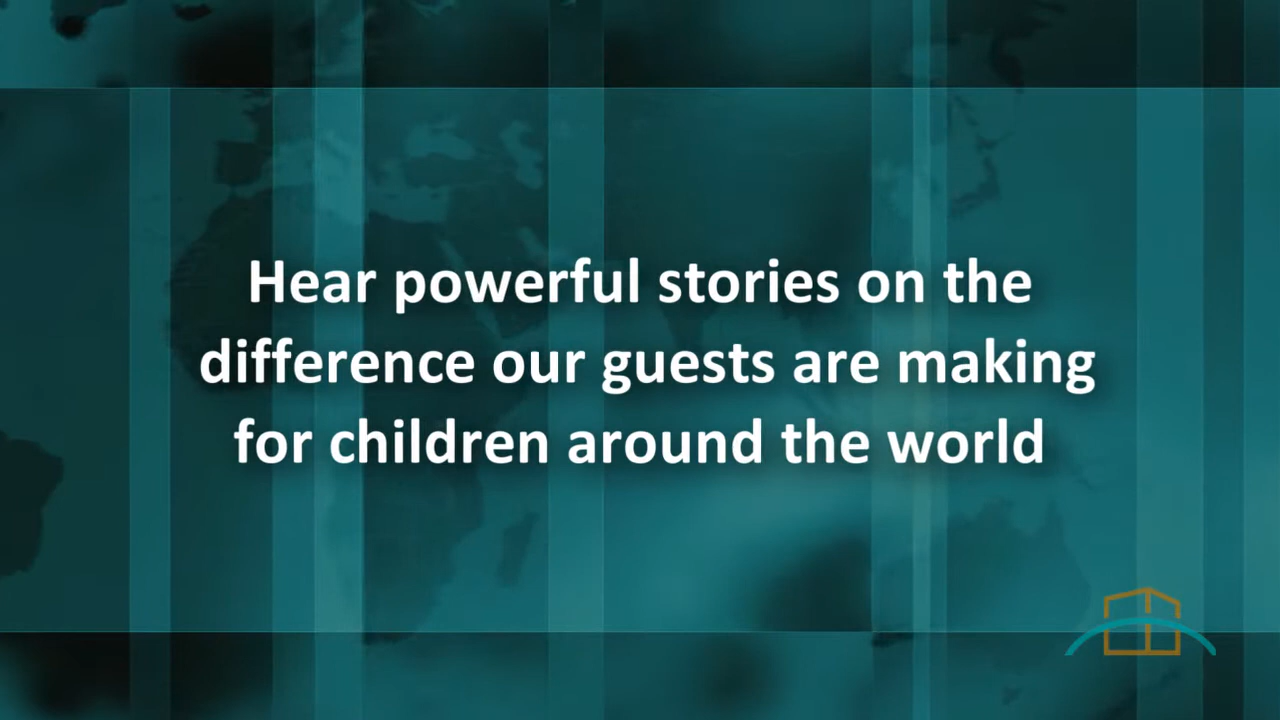 Hear powerful stories on the
difference our guests are making
for children around the world